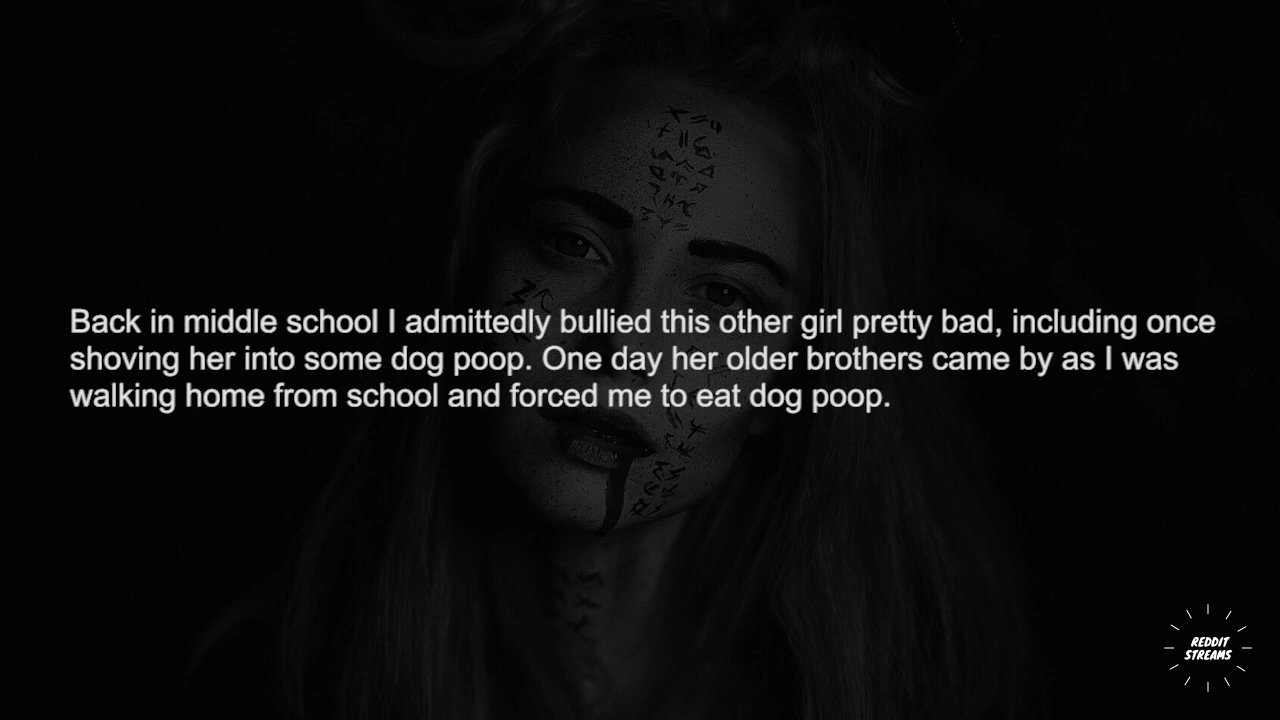 Back in middle school I admittedly bullied this other girl pretty bad, including once
shoving her into some dog poop. One day her older brothers came by as I was
walking home from school and forced me to eat dog poop.
REDDIT
STREAMS